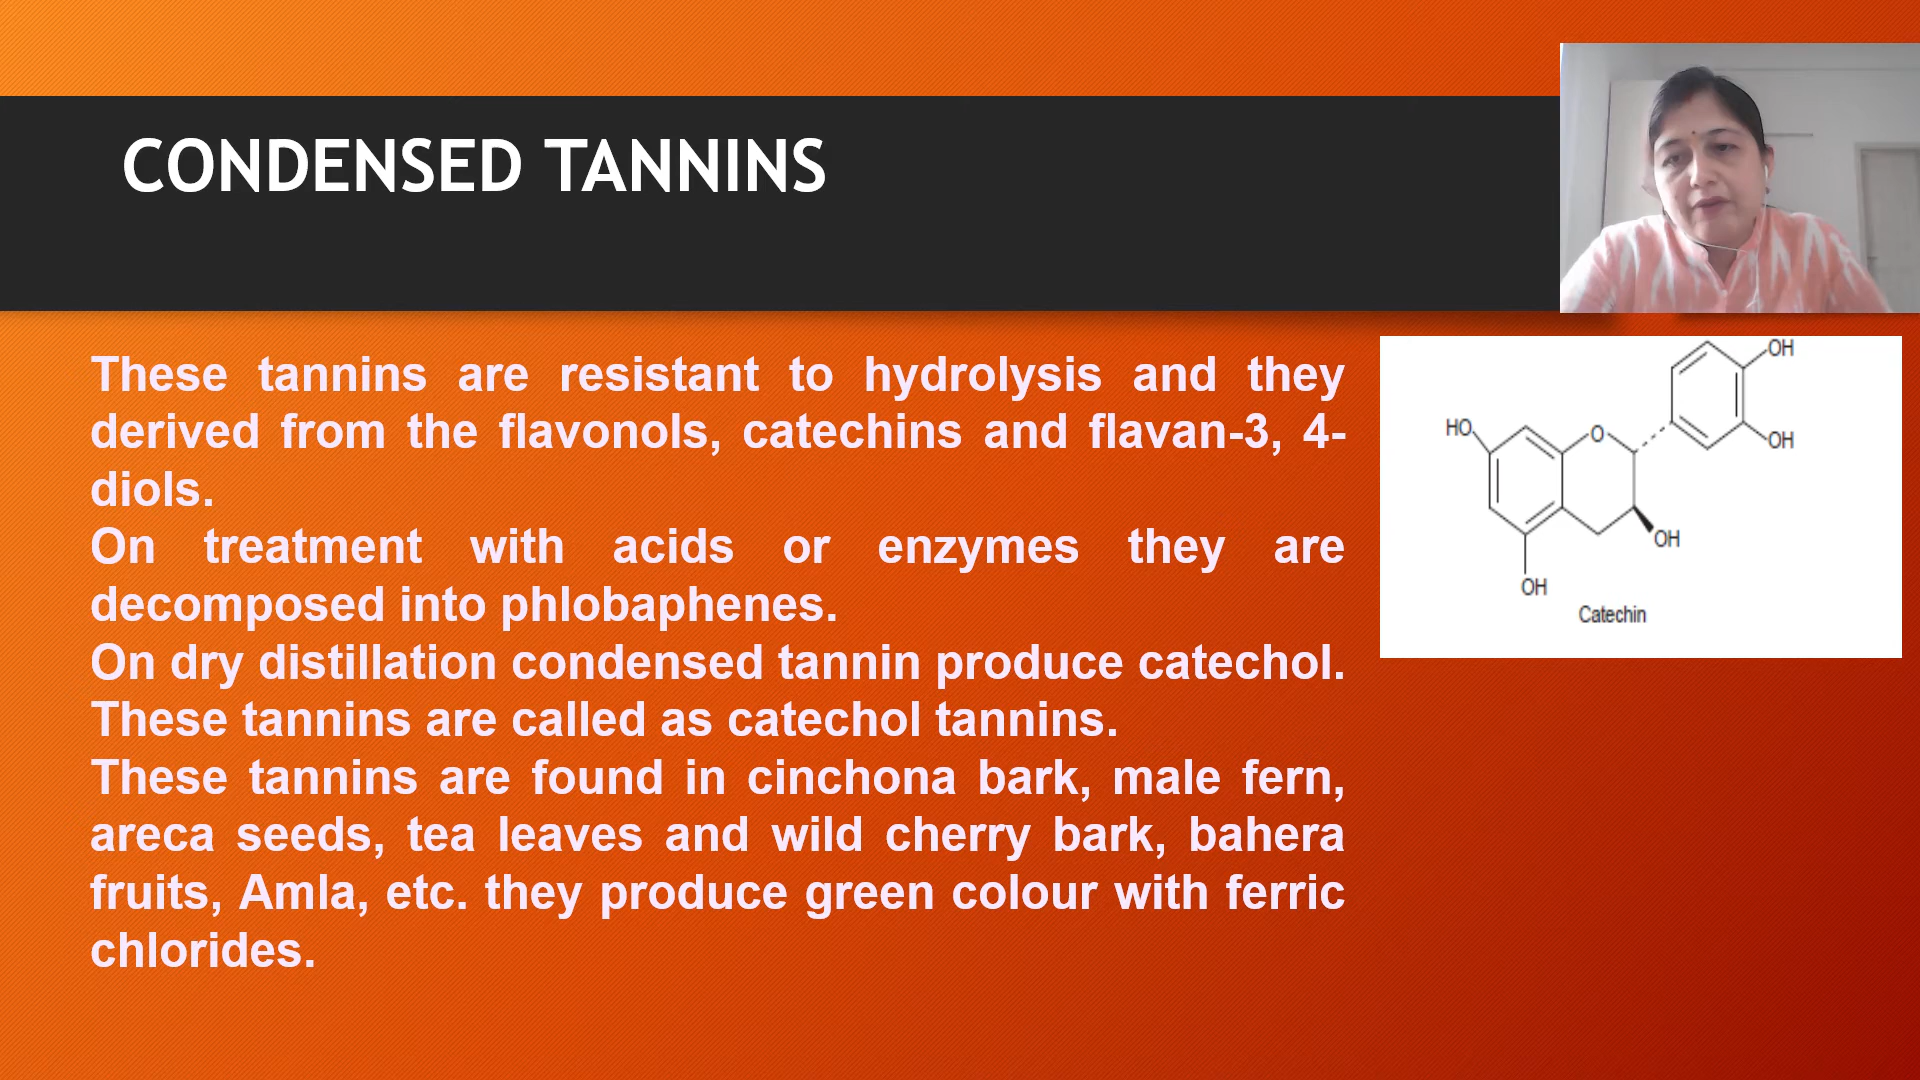 CONDENSED TANNINS
These tannins are resistant to hydrolysis and they
derived from the flavonols, catechins and flavan-3, 4-
diols.
On treatment with acids or enzymes they are
decomposed into phlobaphenes.
On dry distillation condensed tannin produce catechol.
These tannins are called as catechol tannins.
These tannins are found in cinchona bark, male fern,
areca seeds, tea leaves and wild cherry bark, bahera
fruits, Amla, etc. they produce green colour with ferric
chlorides.
OH
HO
O
OH
OH
OH
Catechin